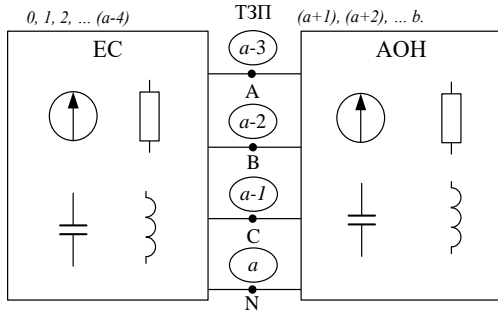 ТЗП
0, 1, 2, ... (a-4)
(a+1), (a+2), ... b.
ЕС
a-3
АОН
A
a-2
B
a-1
C
a
N